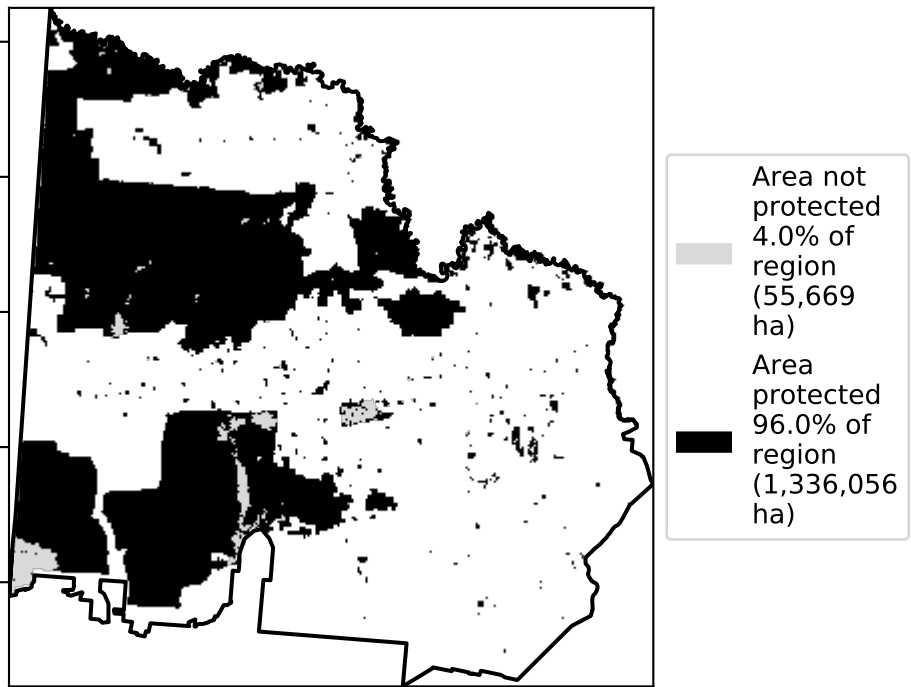 Area not
protected
4.0% of
region
(55,669
ha)
Area
protected
96.0% of
region
(1,336,056
ha)